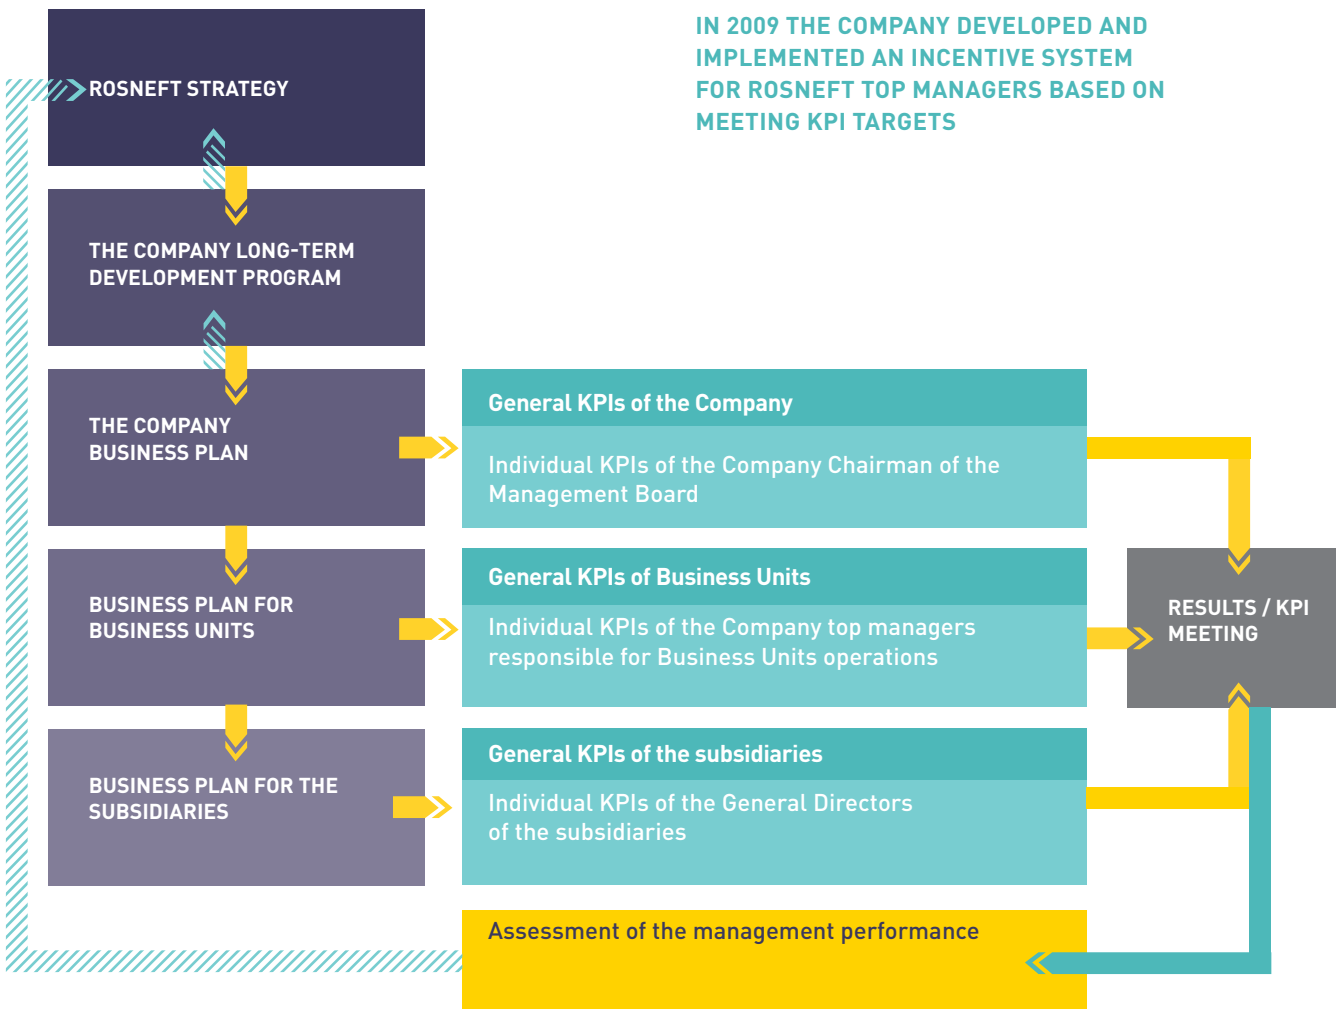 IN 2009 THE COMPANY DEVELOPED AND
IMPLEMENTED AN INCENTIVE SYSTEM
FOR ROSNEFT TOP MANAGERS BASED ON
MEETING KPI TARGETS
ROSNEFT STRATEGY
THE COMPANY LONG-TERM
DEVELOPMENT PROGRAM
THE COMPANY
BUSINESS PLAN
General KPIs of the Company
Individual KPIs of the Company Chairman of the
Management Board
BUSINESS PLAN FOR
BUSINESS UNITS
General KPIs of Business Units
Individual KPIs of the Company top managers
responsible for Business Units operations
RESULTS / KPI
MEETING
BUSINESS PLAN FOR THE
SUBSIDIARIES
General KPIs of the subsidiaries
Individual KPIs of the General Directors
of the subsidiaries
Assessment of the management performance